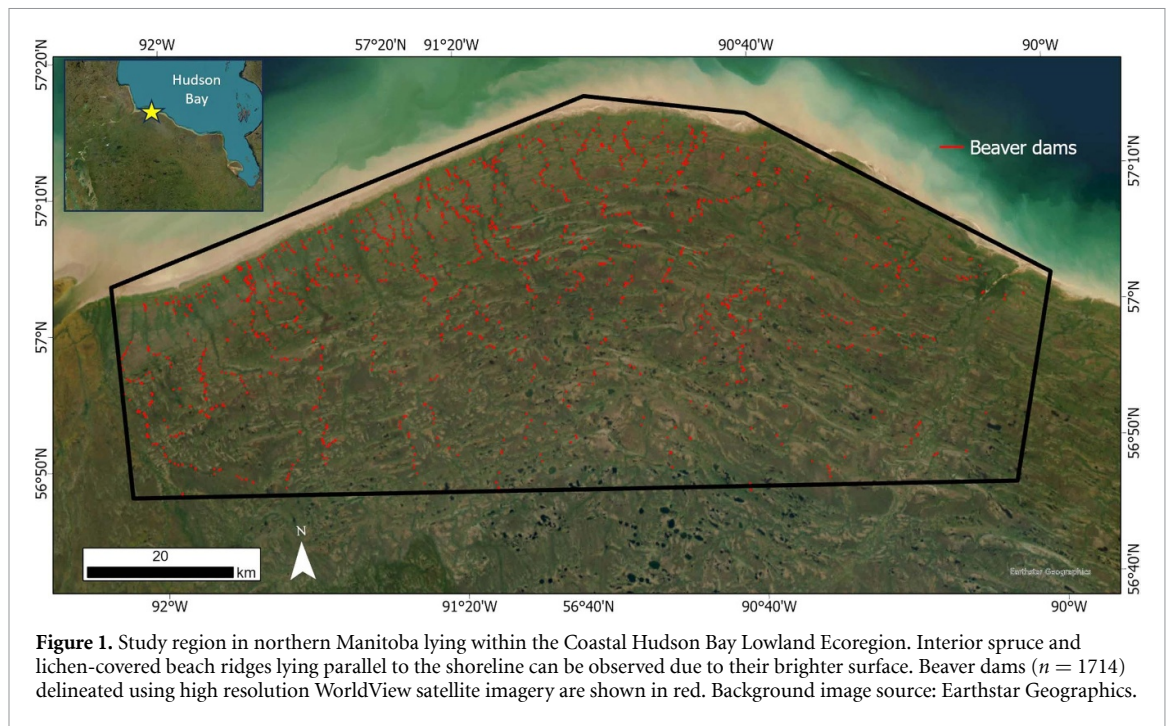 92°W 57°20'N 91°20'W 90°40'W 90°W
57°20'N
Hudson
Bay
Beaver dams
57°10'N
57°10'N
57°N
57°N
56°50'N
56°50'N
N
20
km
Earthstar Geographics
56°40'N
92°W 91°20'W 56°40'N 90°40'W 90°W
Figure 1. Study region in northern Manitoba lying within the Coastal Hudson Bay Lowland Ecoregion. Interior spruce and
lichen-covered beach ridges lying parallel to the shoreline can be observed due to their brighter surface. Beaver dams (n = 1714)
delineated using high resolution WorldView satellite imagery are shown in red. Background image source: Earthstar Geographics.